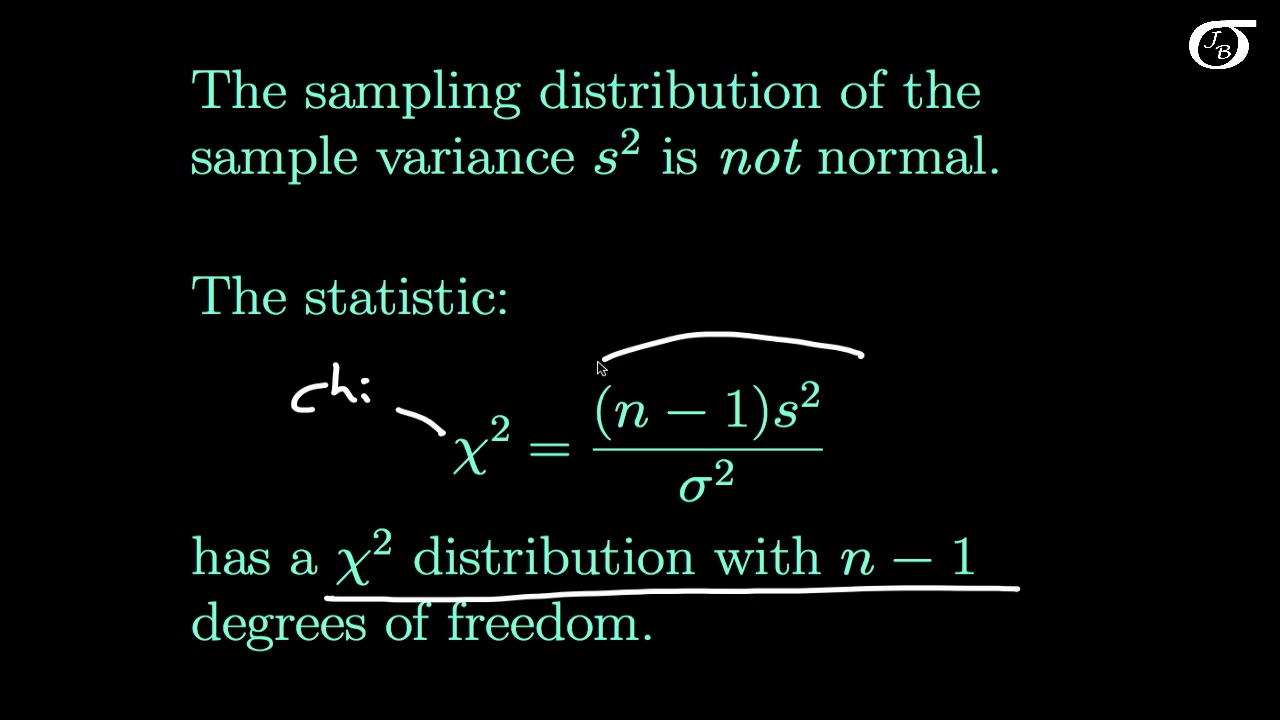 JB
The sampling distribution of the
sample variance s² is not normal.
The statistic:
chi
χ² = (n − 1)s² / σ²
has a χ² distribution with n − 1
degrees of freedom.